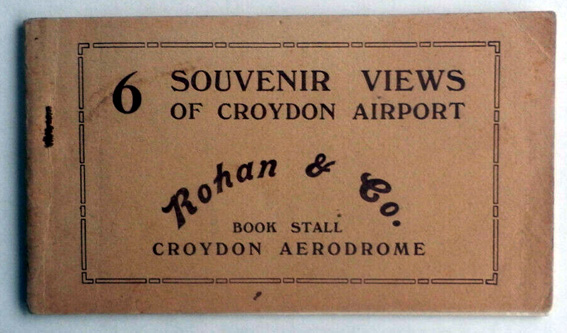 6 SOUVENIR VIEWS
OF CROYDON AIRPORT
Rohan & Co.
BOOK STALL
CROYDON AERODROME